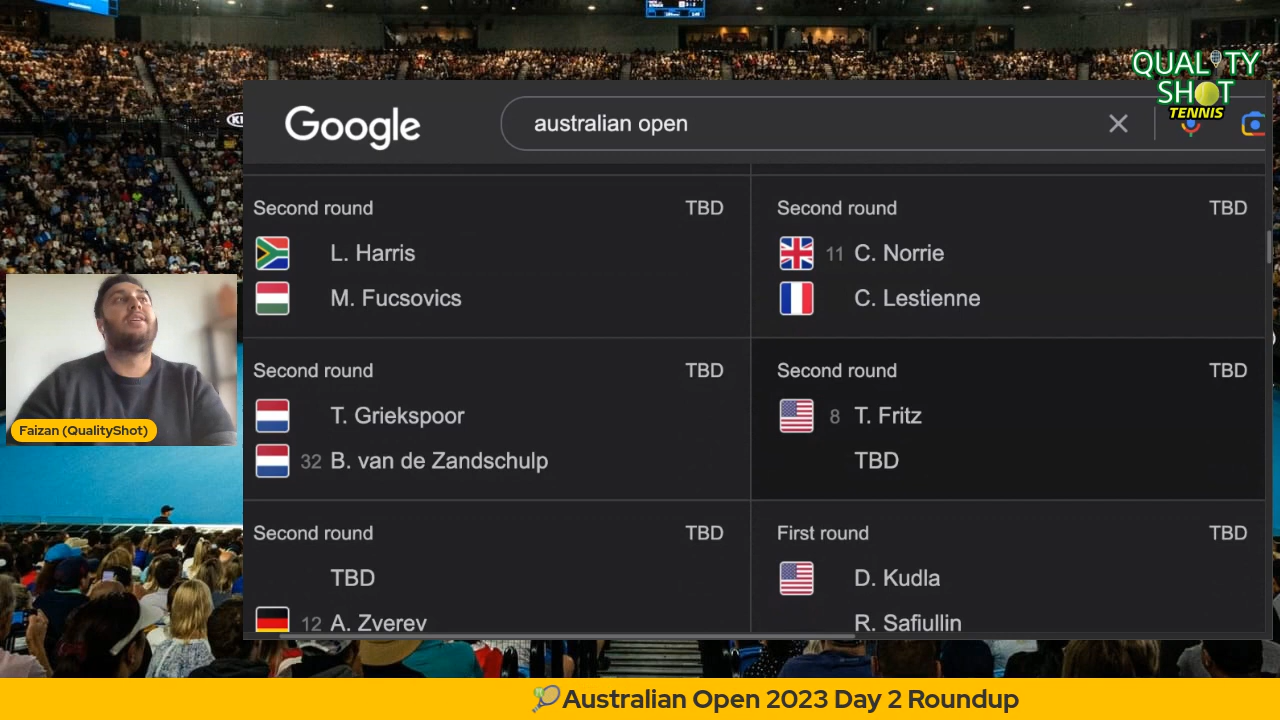 QUALITY
SHOT
TENNIS
Google
australian open
Second round TBD
L. Harris
M. Fucsovics
Second round TBD
11 C. Norrie
C. Lestienne
Second round TBD
T. Griekspoor
32 B. van de Zandschulp
Second round TBD
8 T. Fritz
TBD
Second round TBD
TBD
12 A. Zverev
First round TBD
D. Kudla
R. Safiullin
Faizan (QualityShot)
Australian Open 2023 Day 2 Roundup